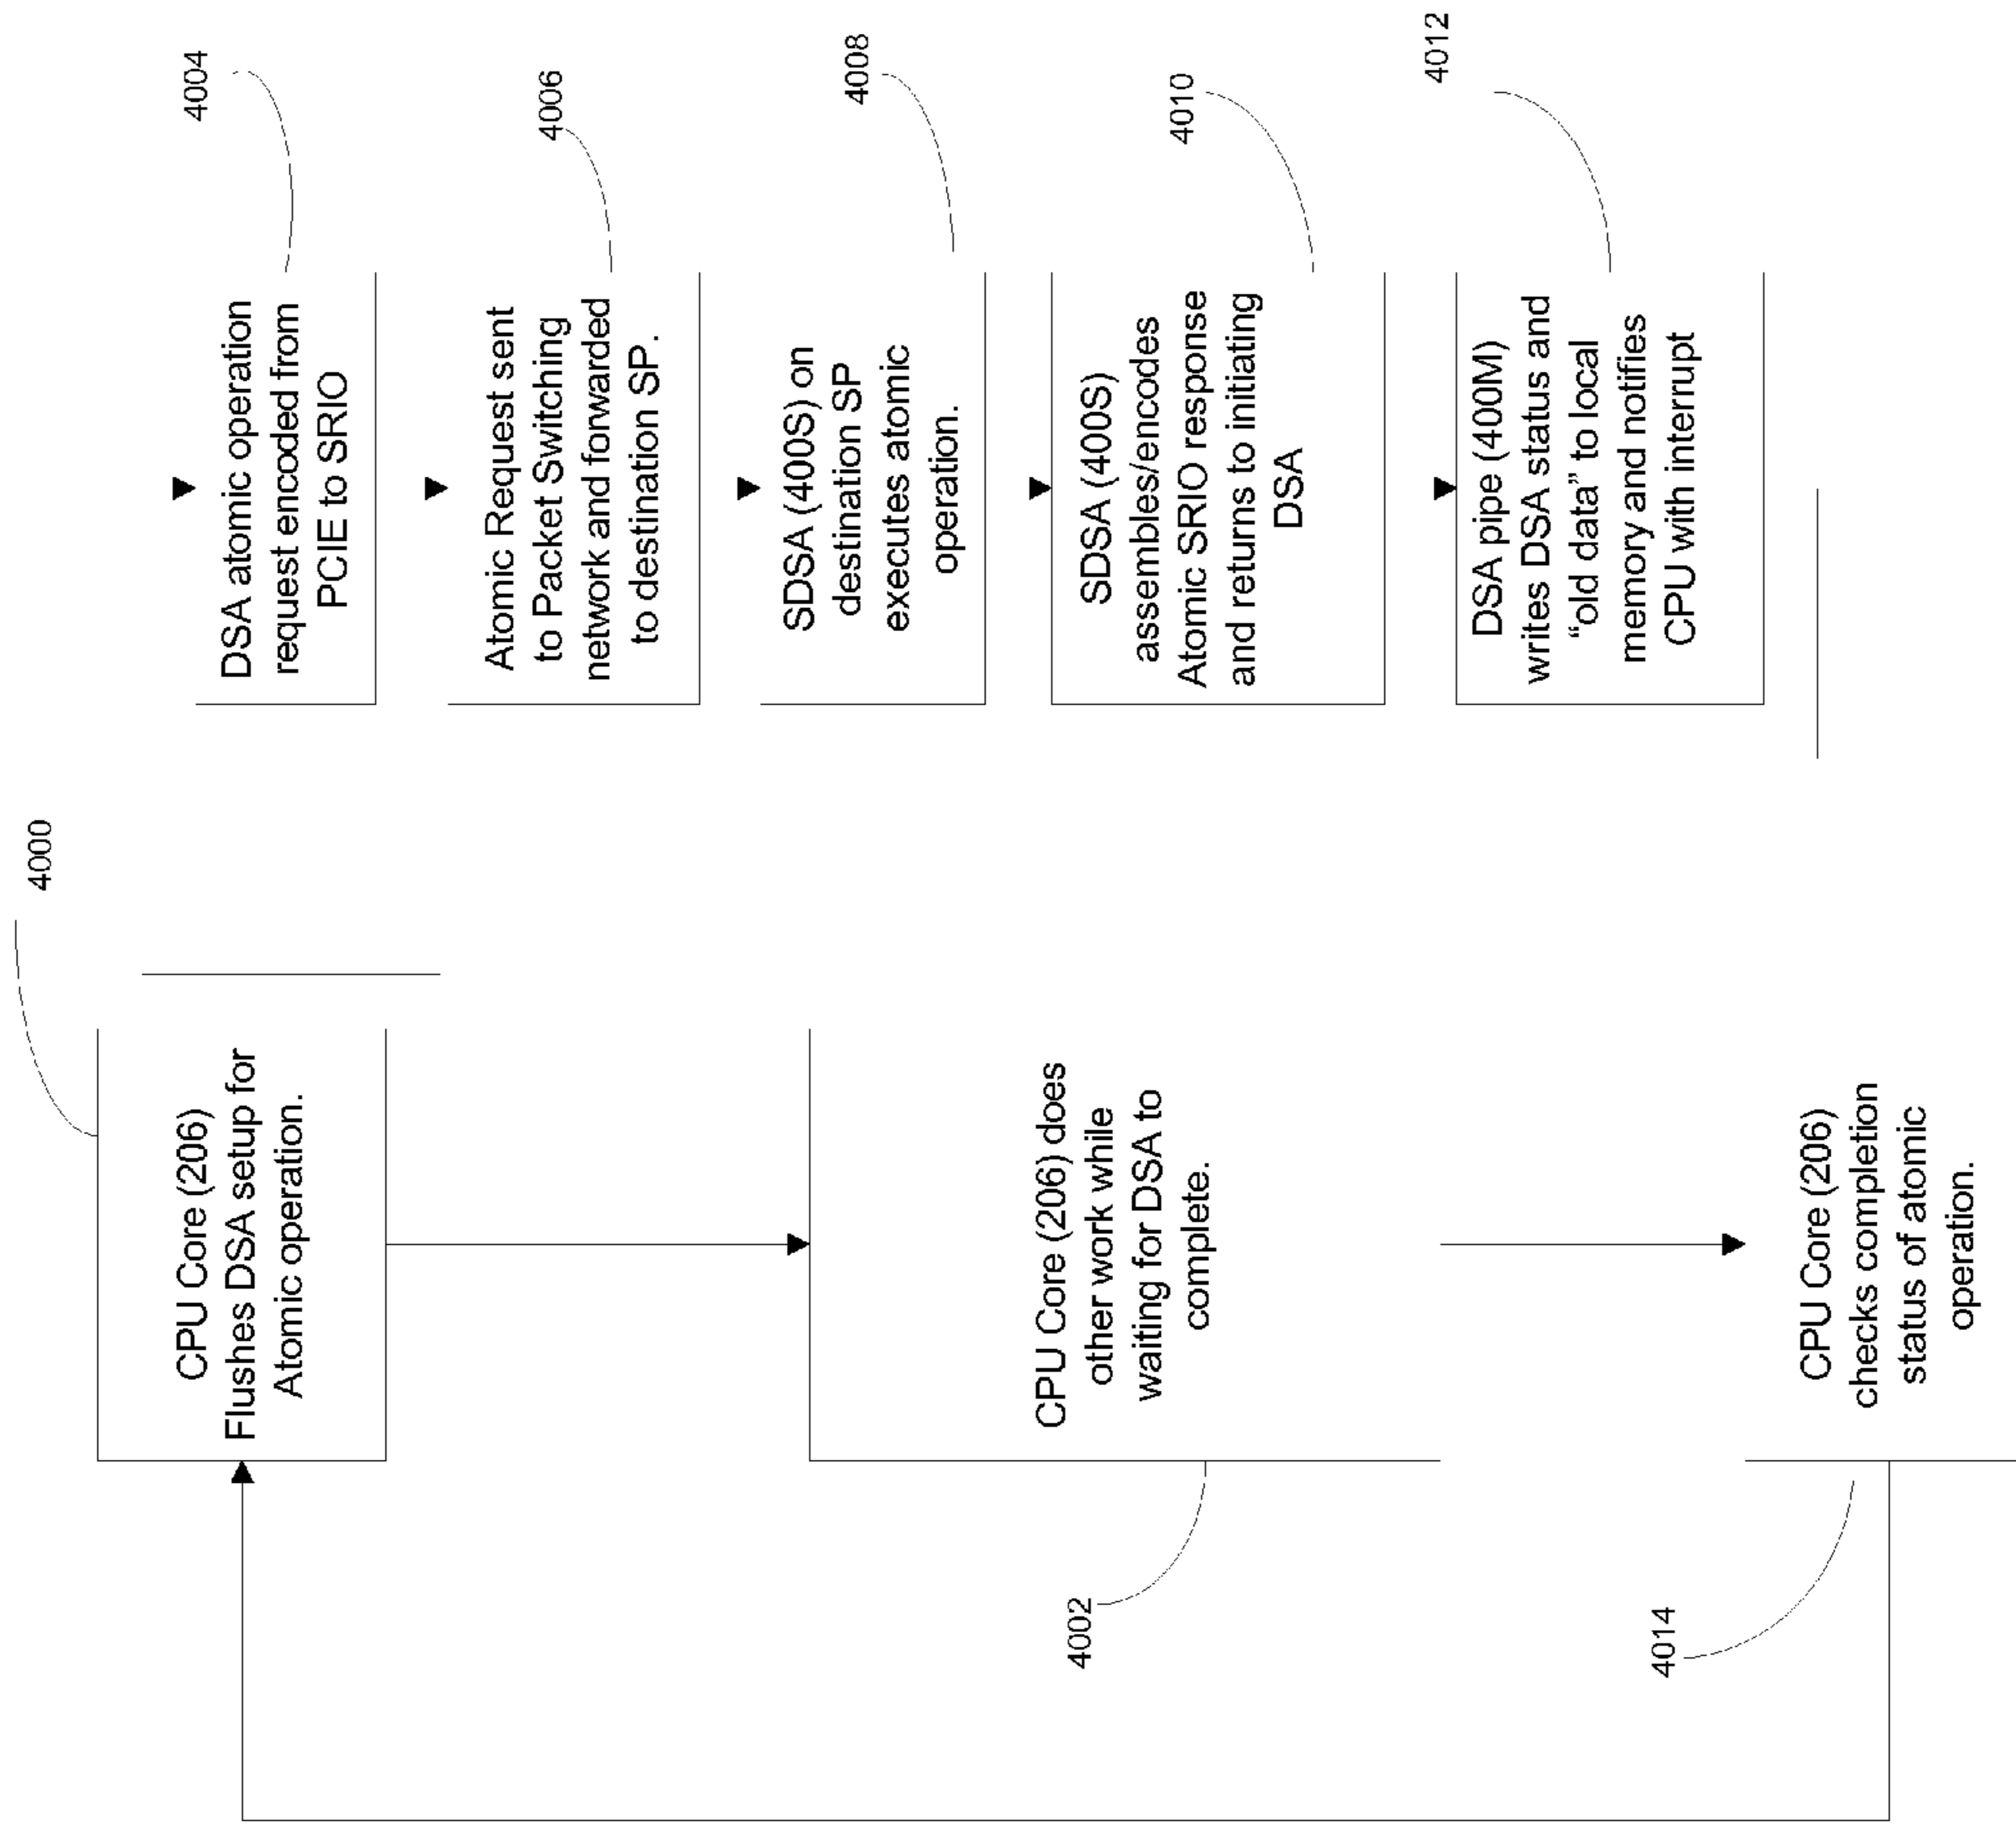 4000
CPU Core (206)
Flushes DSA setup for
Atomic operation.
4002
CPU Core (206) does
other work while
waiting for DSA to
complete.
4004
DSA atomic operation
request encoded from
PCIE to SRIO
4006
Atomic Request sent
to Packet Switching
network and forwarded
to destination SP.
4008
SDSA (400S) on
destination SP
executes atomic
operation.
4010
SDSA (400S)
assembles/encodes
Atomic SRIO response
and returns to initiating
DSA
4012
DSA pipe (400M)
writes DSA status and
“old data” to local
memory and notifies
CPU with interrupt
4014
CPU Core (206)
checks completion
status of atomic
operation.